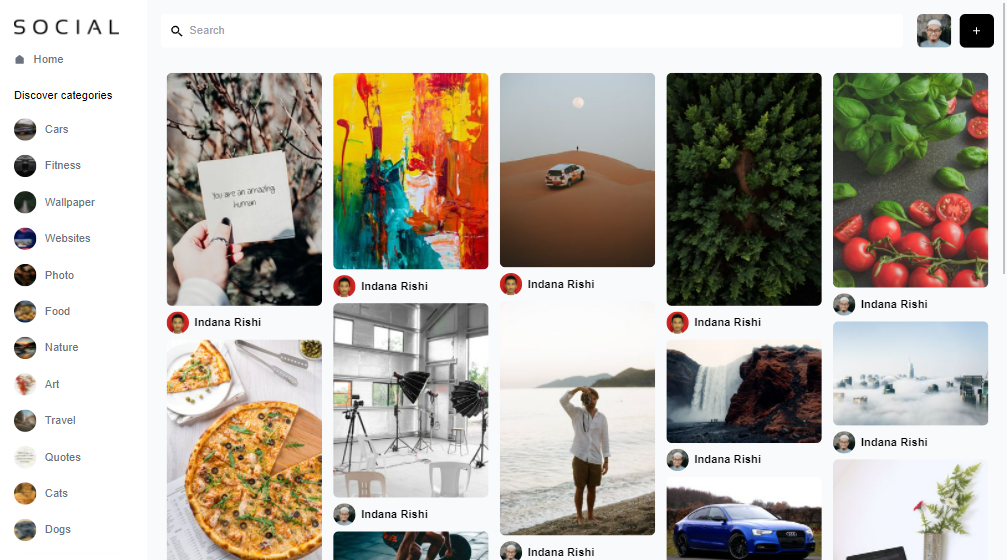 SOCIAL
Home
Discover categories
Cars
Fitness
Wallpaper
Websites
Photo
Food
Nature
Art
Travel
Quotes
Cats
Dogs
Search
+
You are an amazing
human
Indana Rishi
Indana Rishi
Indana Rishi
Indana Rishi
Indana Rishi
Indana Rishi
Indana Rishi
Indana Rishi
Indana Rishi